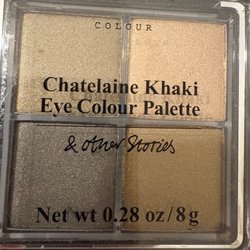 COLOUR
Chatelaine Khaki
Eye Colour Palette
& other Stories
Net wt 0.28 oz/8g